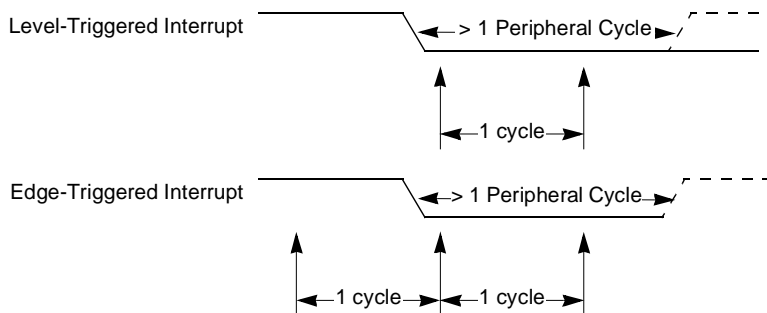 Level-Triggered Interrupt
> 1 Peripheral Cycle
1 cycle
Edge-Triggered Interrupt
> 1 Peripheral Cycle
1 cycle
1 cycle